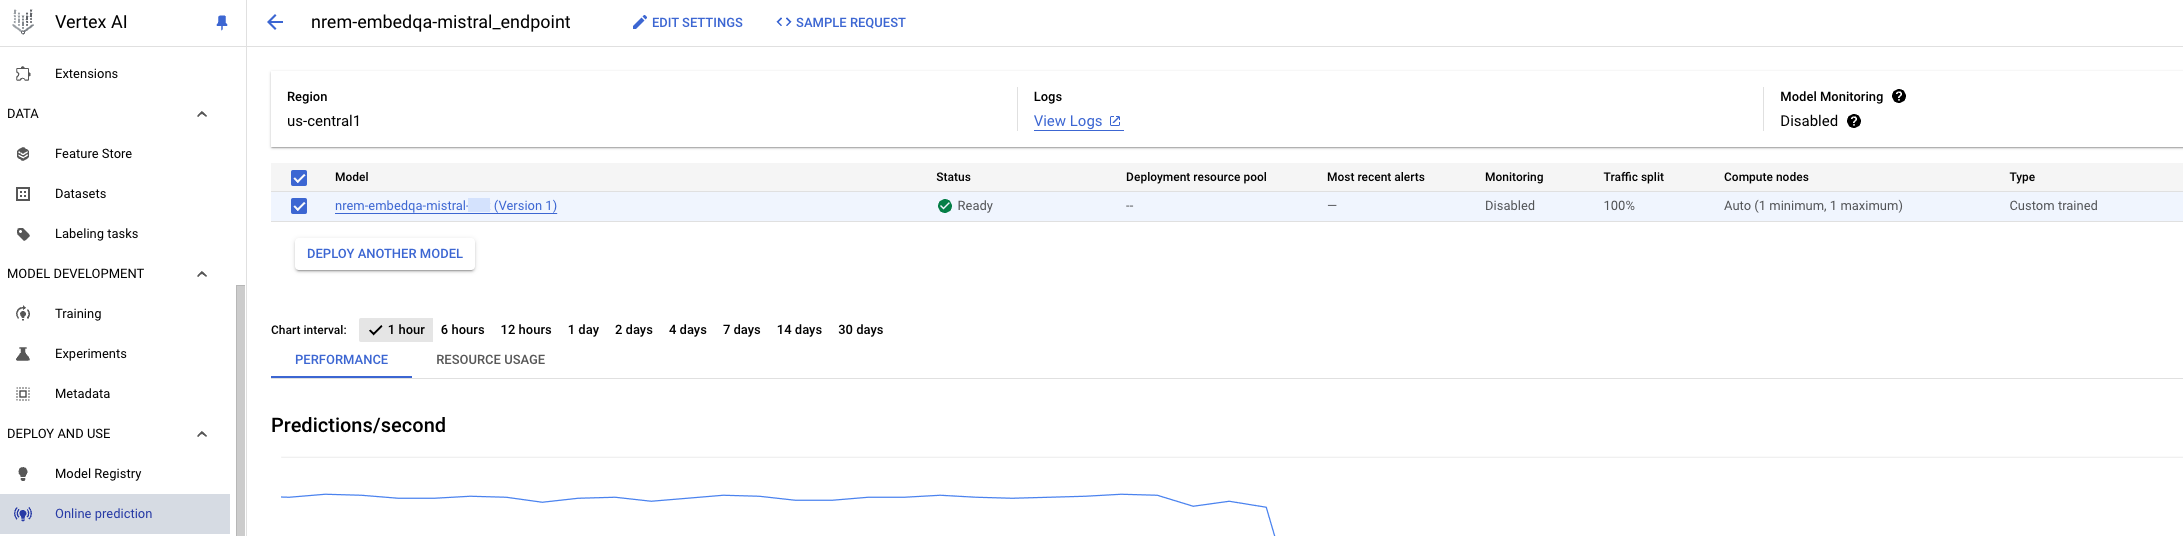 Vertex AI
nrem-embedqa-mistral_endpoint
EDIT SETTINGS
SAMPLE REQUEST
Extensions
DATA
Feature Store
Datasets
Labeling tasks
MODEL DEVELOPMENT
Training
Experiments
Metadata
DEPLOY AND USE
Model Registry
Online prediction
Region
us-central1
Logs
View Logs
Model Monitoring
Disabled
Model Status Deployment resource pool Most recent alerts Monitoring Traffic split Compute nodes Type
nrem-embedqa-mistral- (Version 1) Ready -- — Disabled 100% Auto (1 minimum, 1 maximum) Custom trained
DEPLOY ANOTHER MODEL
Chart interval: 1 hour 6 hours 12 hours 1 day 2 days 4 days 7 days 14 days 30 days
PERFORMANCE RESOURCE USAGE
Predictions/second